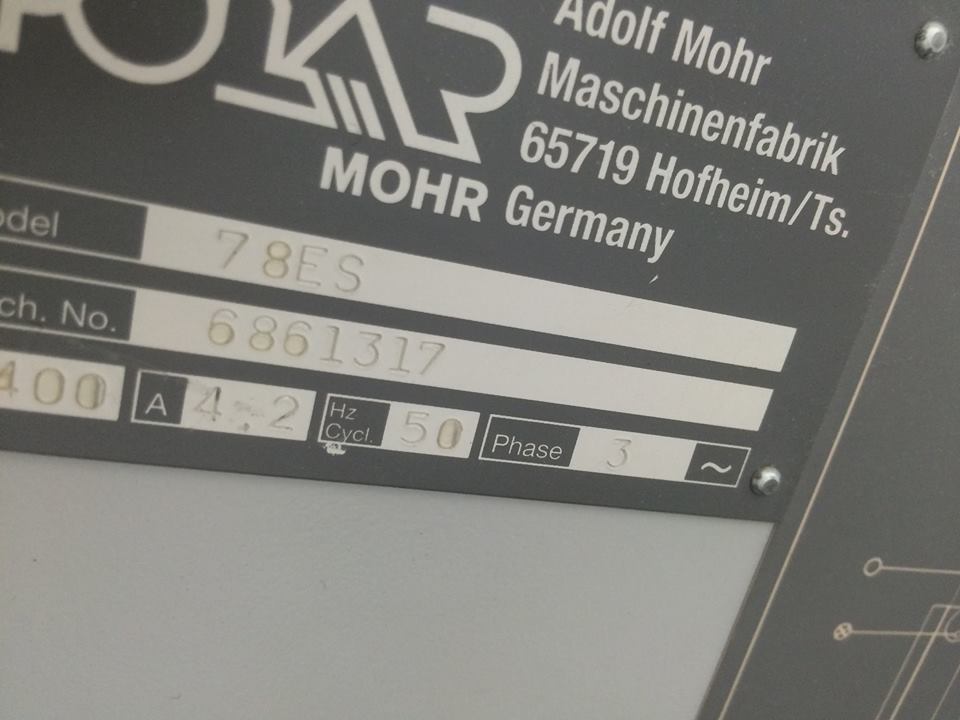 POLAR
MOHR
Adolf Mohr
Maschinenfabrik
65719 Hofheim/Ts.
Germany
odel 78ES
ch. No. 6861317
400 A 4.2 Hz Cycl. 50 Phase 3 ~